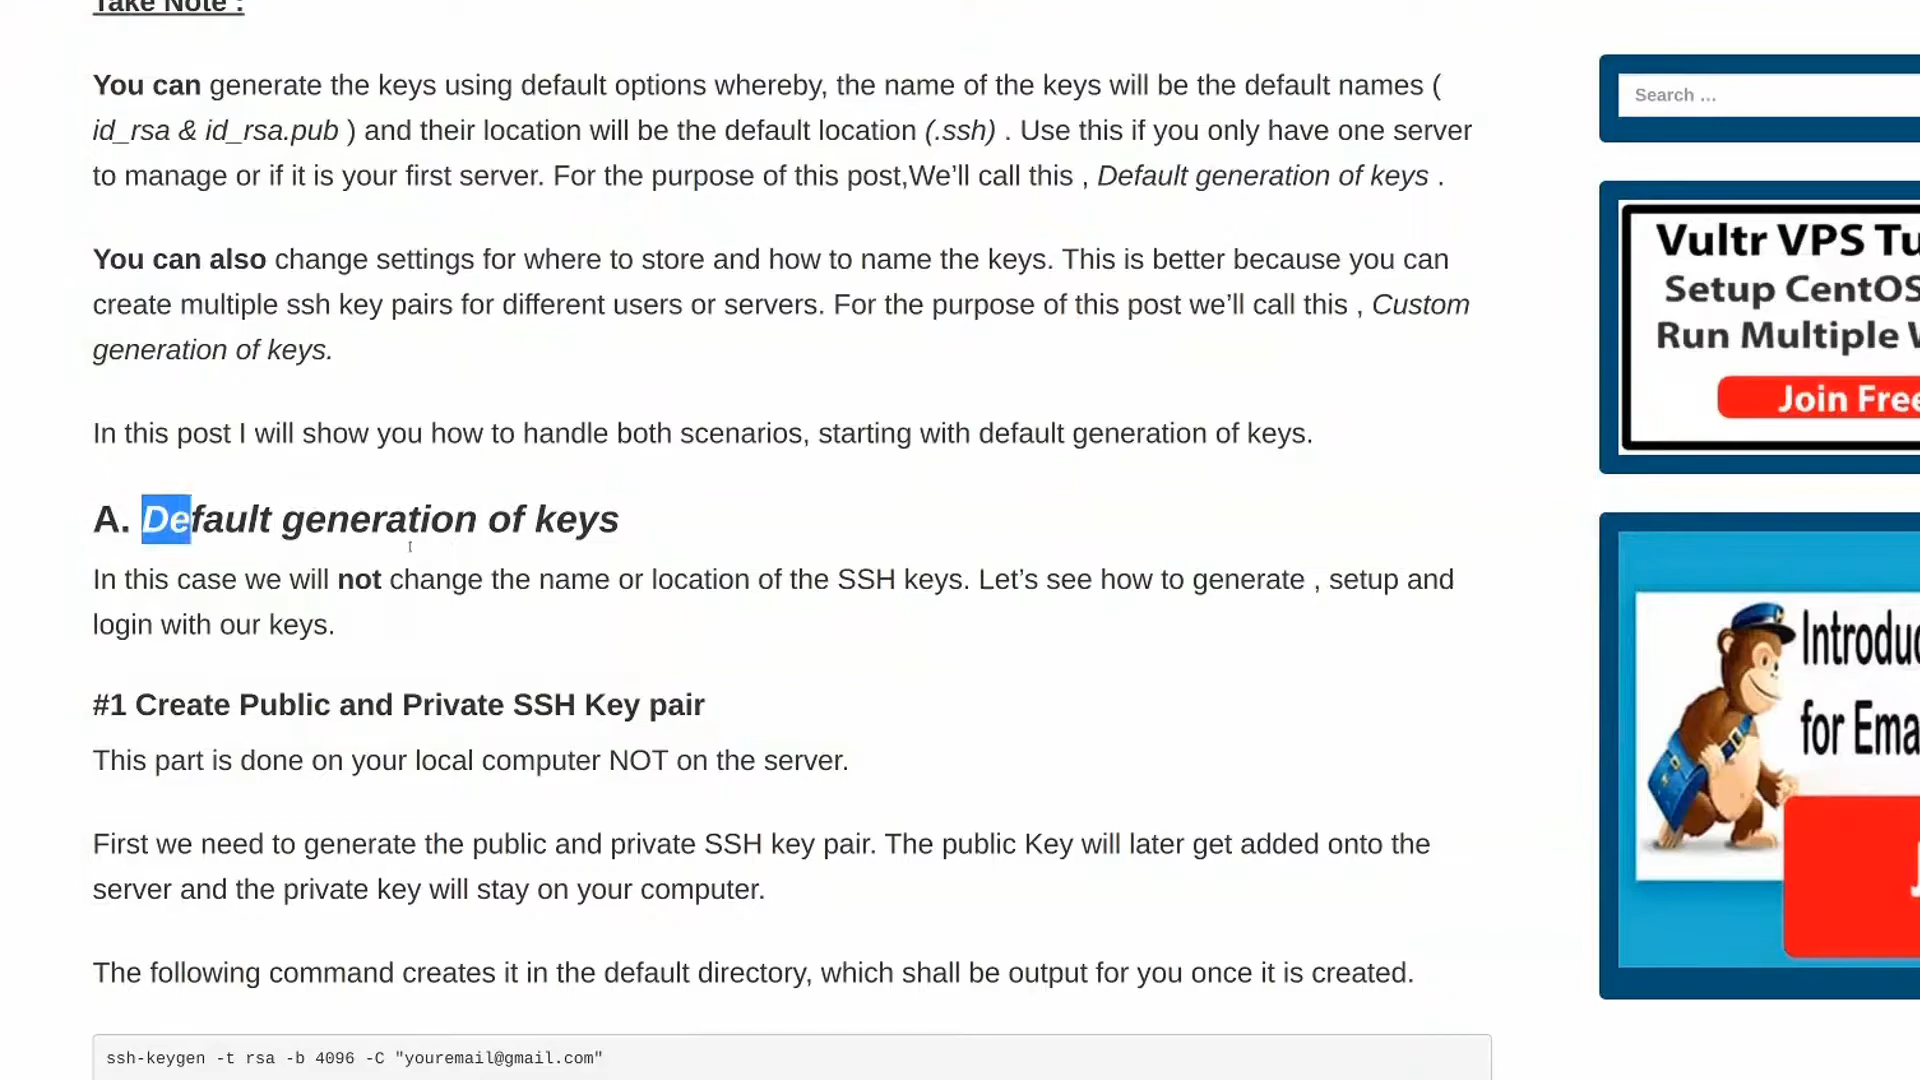 Take Note :
You can generate the keys using default options whereby, the name of the keys will be the default names (
id_rsa & id_rsa.pub ) and their location will be the default location (.ssh) . Use this if you only have one server
to manage or if it is your first server. For the purpose of this post,We’ll call this , Default generation of keys .
You can also change settings for where to store and how to name the keys. This is better because you can
create multiple ssh key pairs for different users or servers. For the purpose of this post we’ll call this , Custom
generation of keys.
In this post I will show you how to handle both scenarios, starting with default generation of keys.
A. Default generation of keys
In this case we will not change the name or location of the SSH keys. Let’s see how to generate , setup and
login with our keys.
#1 Create Public and Private SSH Key pair
This part is done on your local computer NOT on the server.
First we need to generate the public and private SSH key pair. The public Key will later get added onto the
server and the private key will stay on your computer.
The following command creates it in the default directory, which shall be output for you once it is created.
ssh-keygen -t rsa -b 4096 -C "youremail@gmail.com"
Search ...
Vultr VPS Tu
Setup CentOS
Run Multiple
Join Free
Introduc
for Ema